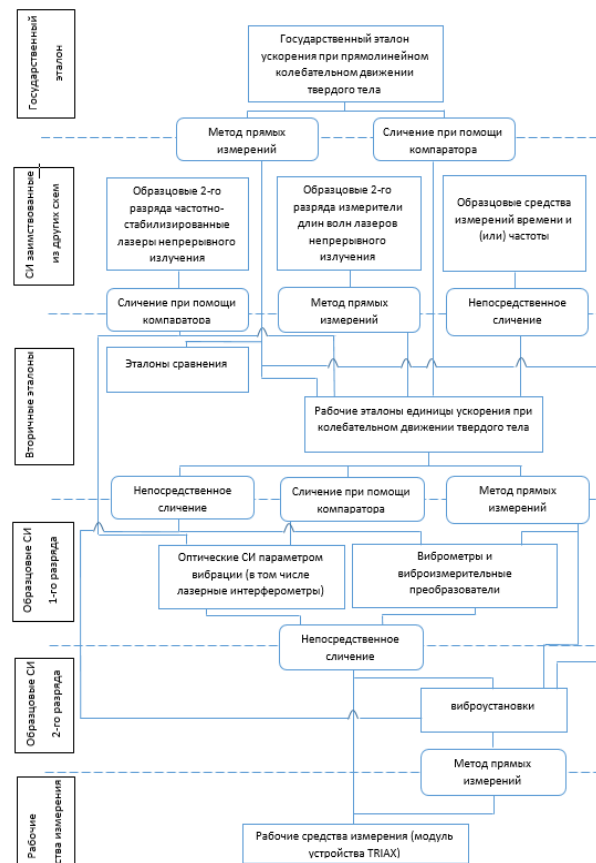 Государственный
эталон
Государственный эталон
ускорения при прямолинейном
колебательном движении
твердого тела
Метод прямых
измерений
Сличение при помощи
компаратора
СИ заимствованные
из других схем
Образцовые 2-го
разряда частотно-
стабилизированные
лазеры непрерывного
излучения
Образцовые 2-го
разряда измерители
длин волн лазеров
непрерывного
излучения
Образцовые средства
измерений времени и
(или) частоты
Сличение при помощи
компаратора
Метод прямых
измерений
Непосредственное
сличение
Вторичные эталоны
Эталоны сравнения
Рабочие эталоны единицы ускорения при
колебательном движении твердого тела
Непосредственное
сличение
Сличение при помощи
компаратора
Метод прямых
измерений
Образцовые СИ
1-го разряда
Оптические СИ параметром
вибрации (в том числе
лазерные интерферометры)
Виброметры и
виброизмерительные
преобразователи
Непосредственное
сличение
Образцовые СИ
2-го разряда
виброустановки
Метод прямых
измерений
Рабочие
ства измерения
Рабочие средства измерения (модуль
устройства TRIAX)